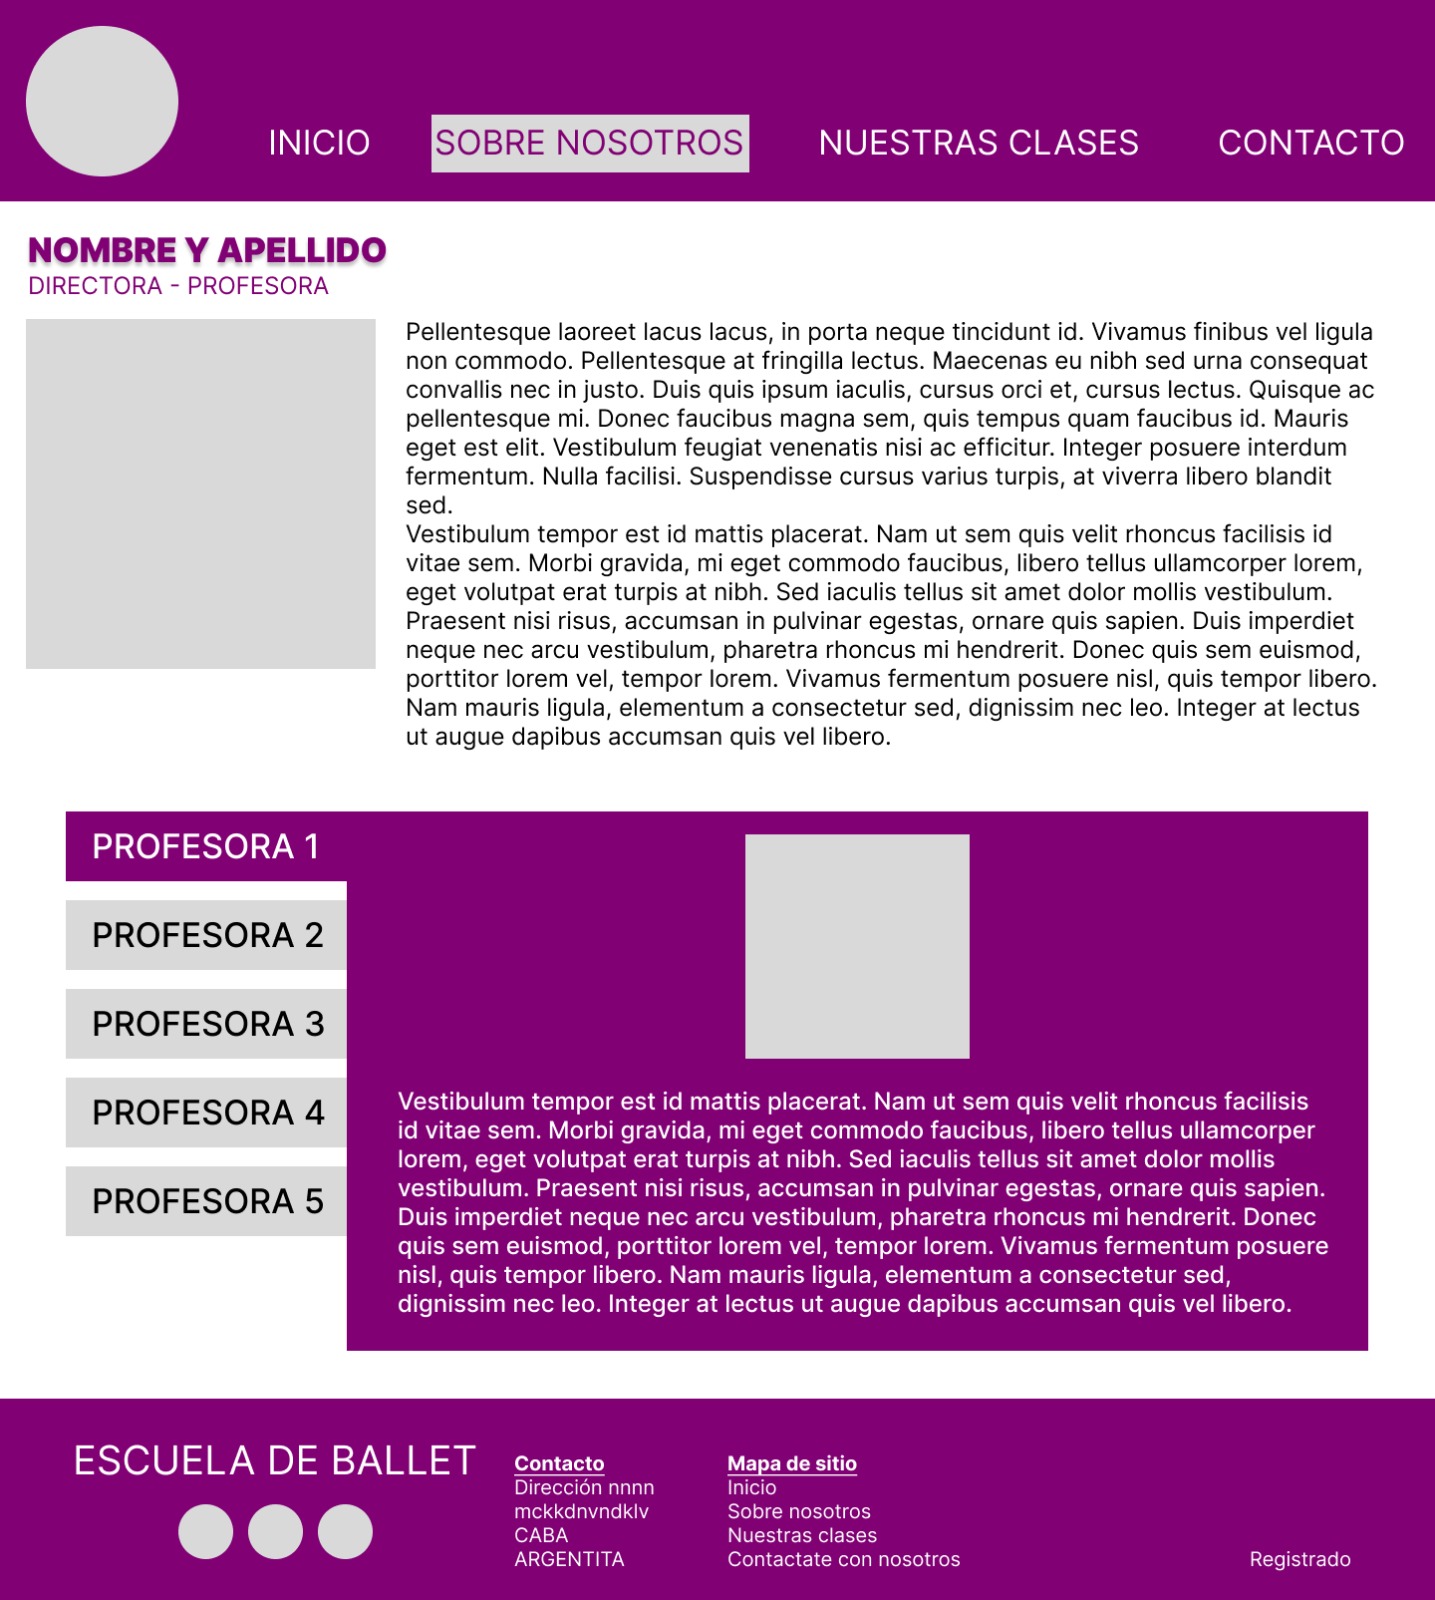 INICIO
SOBRE NOSOTROS
NUESTRAS CLASES
CONTACTO
NOMBRE Y APELLIDO
DIRECTORA - PROFESORA
Pellentesque laoreet lacus lacus, in porta neque tincidunt id. Vivamus finibus vel ligula
non commodo. Pellentesque at fringilla lectus. Maecenas eu nibh sed urna consequat
convallis nec in justo. Duis quis ipsum iaculis, cursus orci et, cursus lectus. Quisque ac
pellentesque mi. Donec faucibus magna sem, quis tempus quam faucibus id. Mauris
eget est elit. Vestibulum feugiat venenatis nisi ac efficitur. Integer posuere interdum
fermentum. Nulla facilisi. Suspendisse cursus varius turpis, at viverra libero blandit
sed.
Vestibulum tempor est id mattis placerat. Nam ut sem quis velit rhoncus facilisis id
vitae sem. Morbi gravida, mi eget commodo faucibus, libero tellus ullamcorper lorem,
eget volutpat erat turpis at nibh. Sed iaculis tellus sit amet dolor mollis vestibulum.
Praesent nisi risus, accumsan in pulvinar egestas, ornare quis sapien. Duis imperdiet
neque nec arcu vestibulum, pharetra rhoncus mi hendrerit. Donec quis sem euismod,
porttitor lorem vel, tempor lorem. Vivamus fermentum posuere nisl, quis tempor libero.
Nam mauris ligula, elementum a consectetur sed, dignissim nec leo. Integer at lectus
ut augue dapibus accumsan quis vel libero.
PROFESORA 1
PROFESORA 2
PROFESORA 3
PROFESORA 4
PROFESORA 5
Vestibulum tempor est id mattis placerat. Nam ut sem quis velit rhoncus facilisis
id vitae sem. Morbi gravida, mi eget commodo faucibus, libero tellus ullamcorper
lorem, eget volutpat erat turpis at nibh. Sed iaculis tellus sit amet dolor mollis
vestibulum. Praesent nisi risus, accumsan in pulvinar egestas, ornare quis sapien.
Duis imperdiet neque nec arcu vestibulum, pharetra rhoncus mi hendrerit. Donec
quis sem euismod, porttitor lorem vel, tempor lorem. Vivamus fermentum posuere
nisl, quis tempor libero. Nam mauris ligula, elementum a consectetur sed,
dignissim nec leo. Integer at lectus ut augue dapibus accumsan quis vel libero.
ESCUELA DE BALLET
Contacto
Dirección nnnn
mckkdnvndklv
CABA
ARGENTITA
Mapa de sitio
Inicio
Sobre nosotros
Nuestras clases
Contactate con nosotros
Registrado